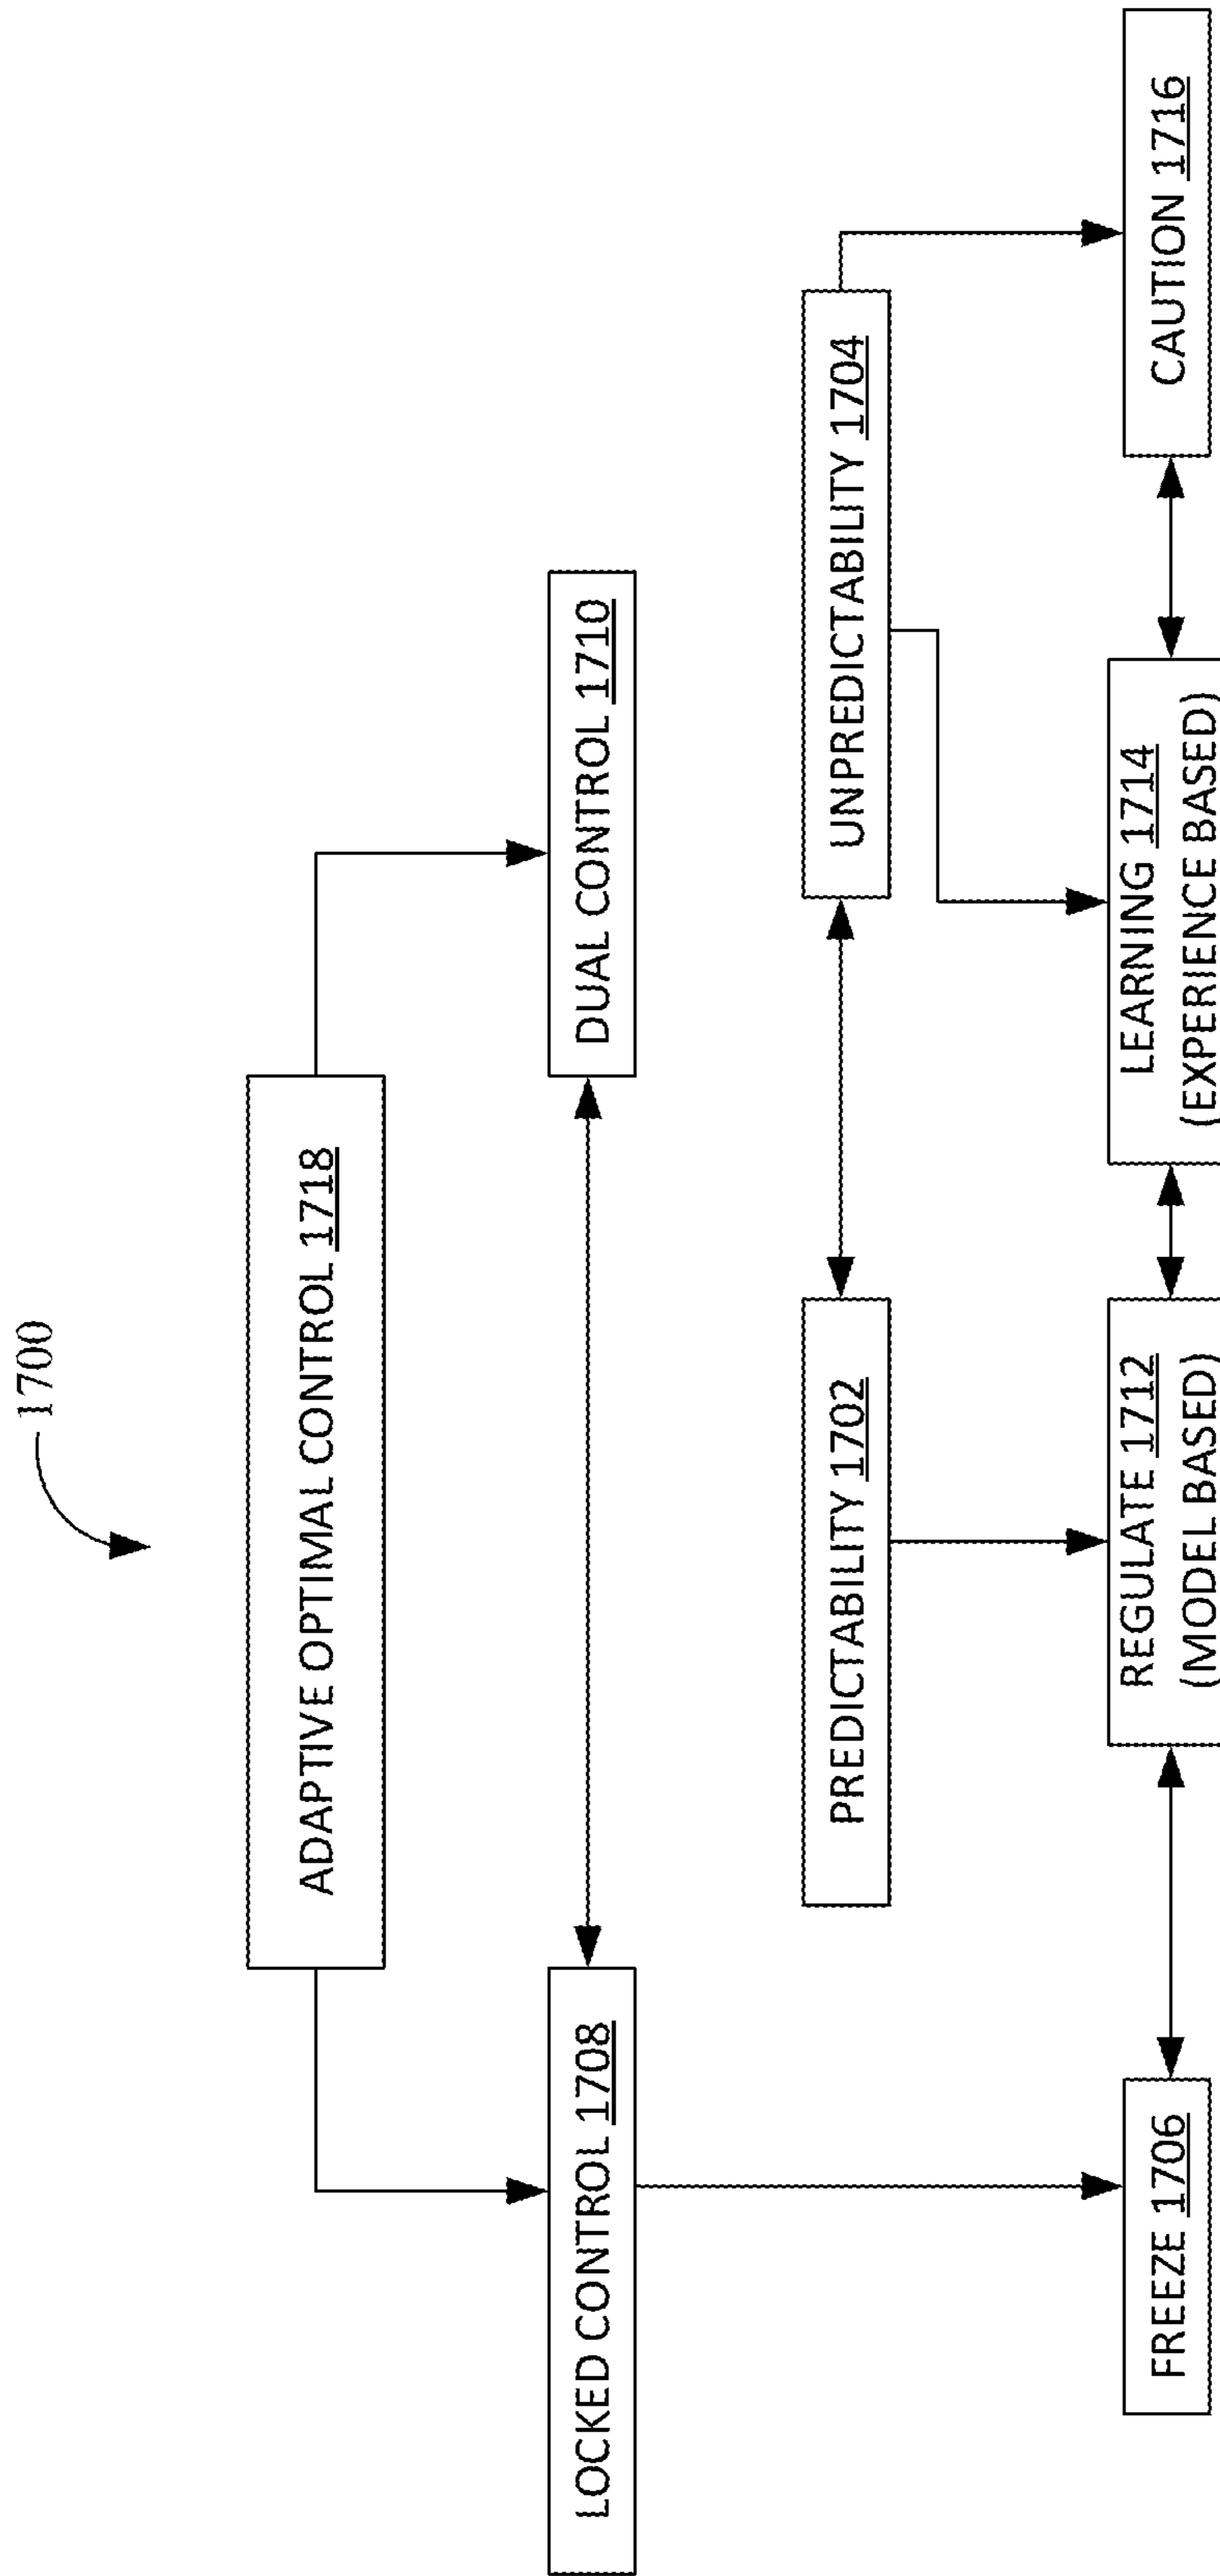 1700
ADAPTIVE OPTIMAL CONTROL 1718
LOCKED CONTROL 1708
DUAL CONTROL 1710
PREDICTABILITY 1702
UNPREDICTABILITY 1704
FREEZE 1706
REGULATE 1712
(MODEL BASED)
LEARNING 1714
(EXPERIENCE BASED)
CAUTION 1716